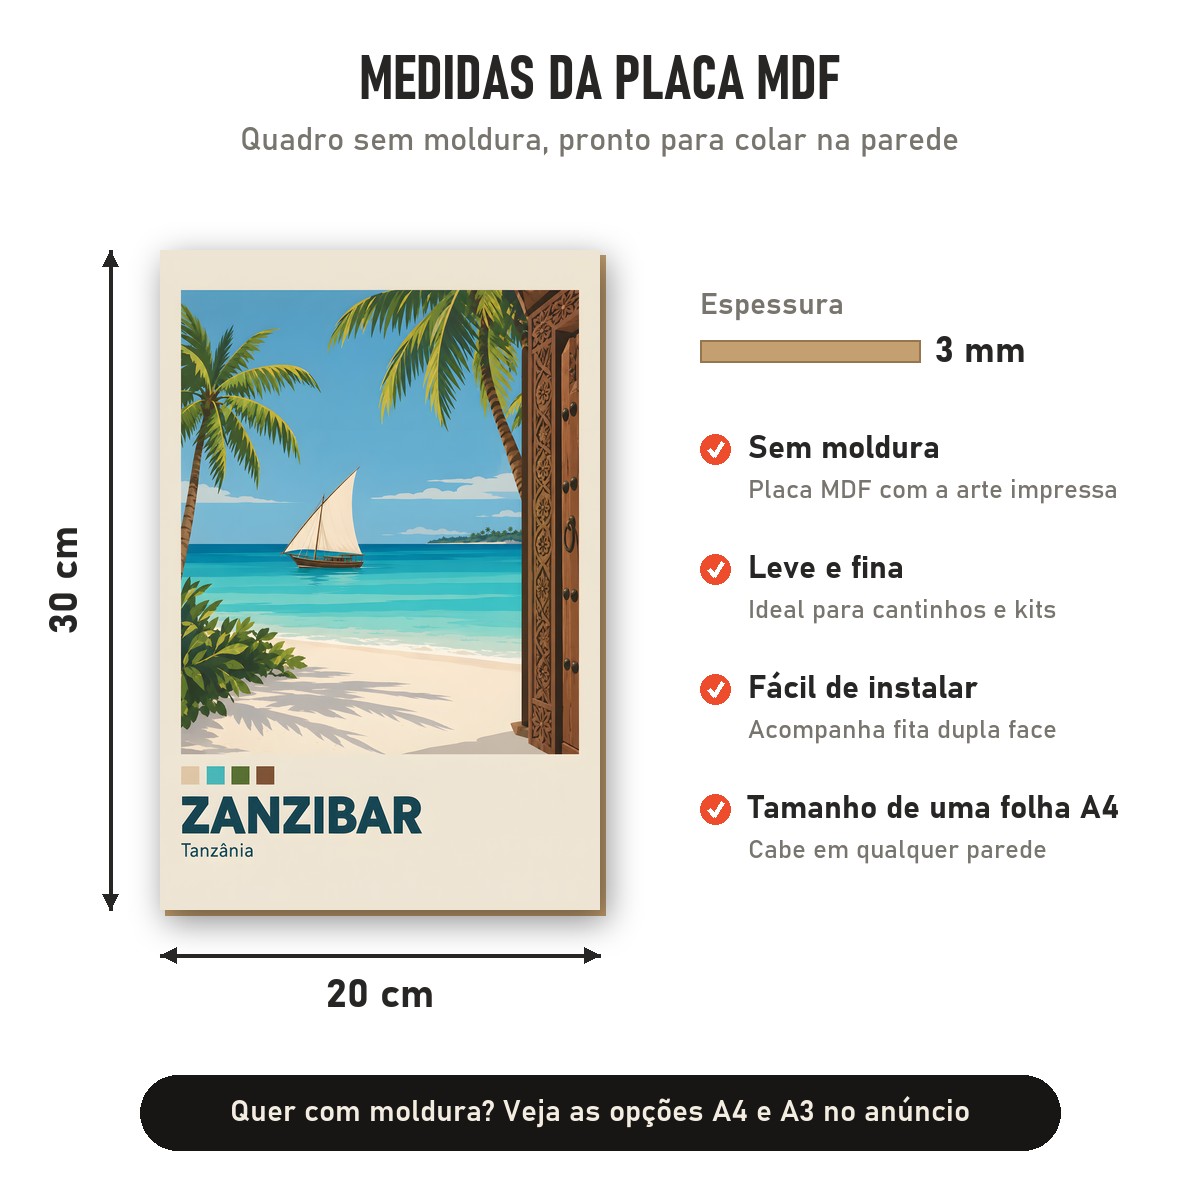 MEDIDAS DA PLACA MDF
Quadro sem moldura, pronto para colar na parede
30 cm
ZANZIBAR
Tanzânia
20 cm
Espessura
3 mm
Sem moldura
Placa MDF com a arte impressa
Leve e fina
Ideal para cantinhos e kits
Fácil de instalar
Acompanha fita dupla face
Tamanho de uma folha A4
Cabe em qualquer parede
Quer com moldura? Veja as opções A4 e A3 no anúncio